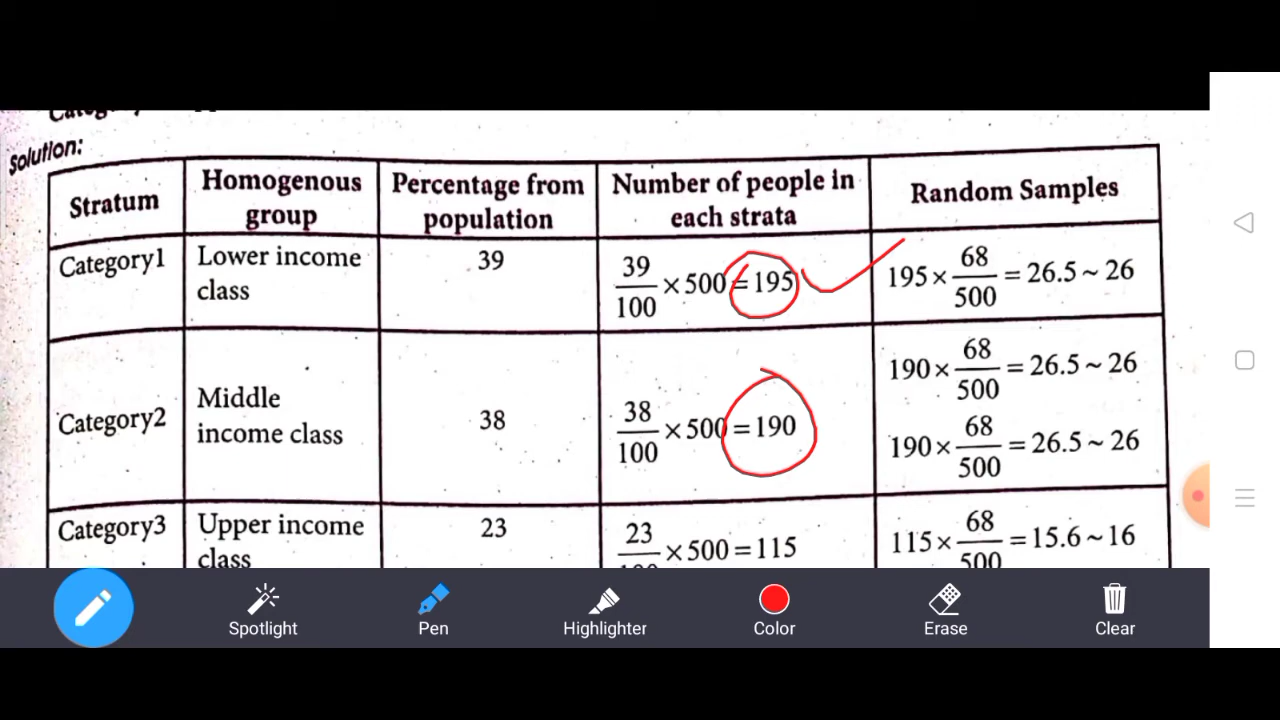 Solution:
Stratum | Homogenous group | Percentage from population | Number of people in each strata | Random Samples
Category1 | Lower income class | 39 | 39/100 × 500 = 195 | 195 × 68/500 = 26.5 ~ 26
Category2 | Middle income class | 38 | 38/100 × 500 = 190 | 190 × 68/500 = 26.5 ~ 26
190 × 68/500 = 26.5 ~ 26
Category3 | Upper income class | 23 | 23/100 × 500 = 115 | 115 × 68/500 = 15.6 ~ 16
Spotlight Pen Highlighter Color Erase Clear